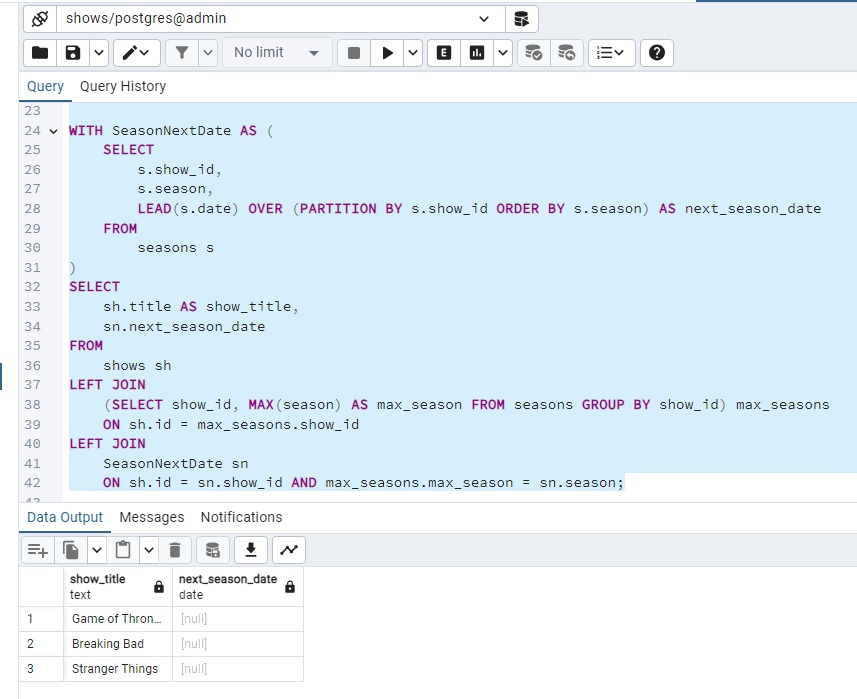 shows/postgres@admin
No limit
E
Query Query History
23
24 WITH SeasonNextDate AS (
25 SELECT
26 s.show_id,
27 s.season,
28 LEAD(s.date) OVER (PARTITION BY s.show_id ORDER BY s.season) AS next_season_date
29 FROM
30 seasons s
31 )
32 SELECT
33 sh.title AS show_title,
34 sn.next_season_date
35 FROM
36 shows sh
37 LEFT JOIN
38 (SELECT show_id, MAX(season) AS max_season FROM seasons GROUP BY show_id) max_seasons
39 ON sh.id = max_seasons.show_id
40 LEFT JOIN
41 SeasonNextDate sn
42 ON sh.id = sn.show_id AND max_seasons.max_season = sn.season;
43
Data Output Messages Notifications
show_title next_season_date
text date
1 Game of Thron... [null]
2 Breaking Bad [null]
3 Stranger Things [null]